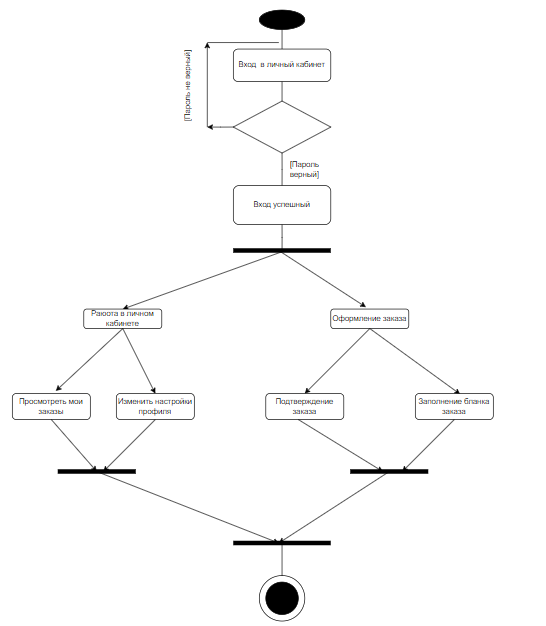 [Пароль не верный]
Вход в личный кабинет
[Пароль
верный]
Вход успешный
Раюота в личном
кабинете
Оформление заказа
Просмотреть мои
заказы
Изменить настройки
профиля
Подтверждение
заказа
Заполнение бланка
заказа